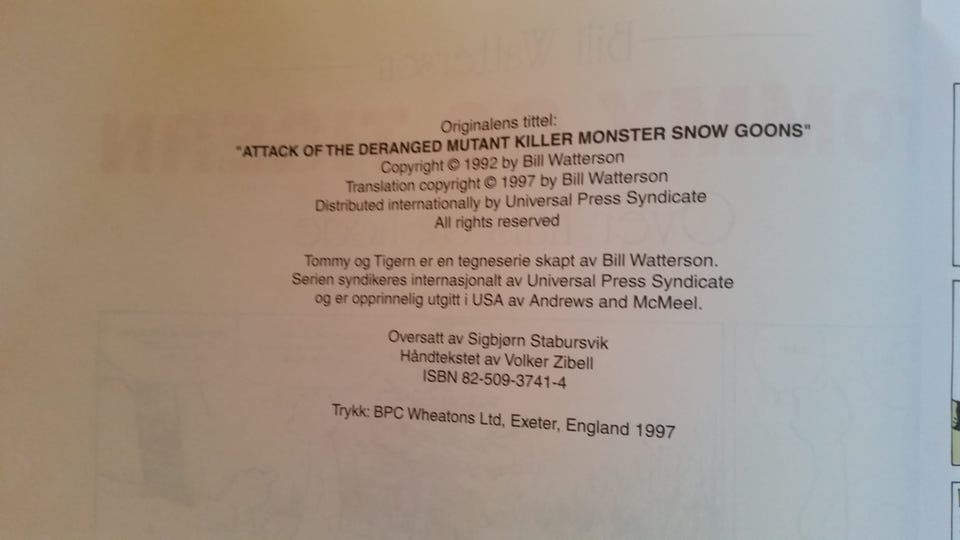 Originalens tittel:
"ATTACK OF THE DERANGED MUTANT KILLER MONSTER SNOW GOONS"
Copyright © 1992 by Bill Watterson
Translation copyright © 1997 by Bill Watterson
Distributed internationally by Universal Press Syndicate
All rights reserved
Tommy og Tigern er en tegneserie skapt av Bill Watterson.
Serien syndikeres internasjonalt av Universal Press Syndicate
og er opprinnelig utgitt i USA av Andrews and McMeel.
Oversatt av Sigbjørn Stabursvik
Håndtekstet av Volker Zibell
ISBN 82-509-3741-4
Trykk: BPC Wheatons Ltd, Exeter, England 1997